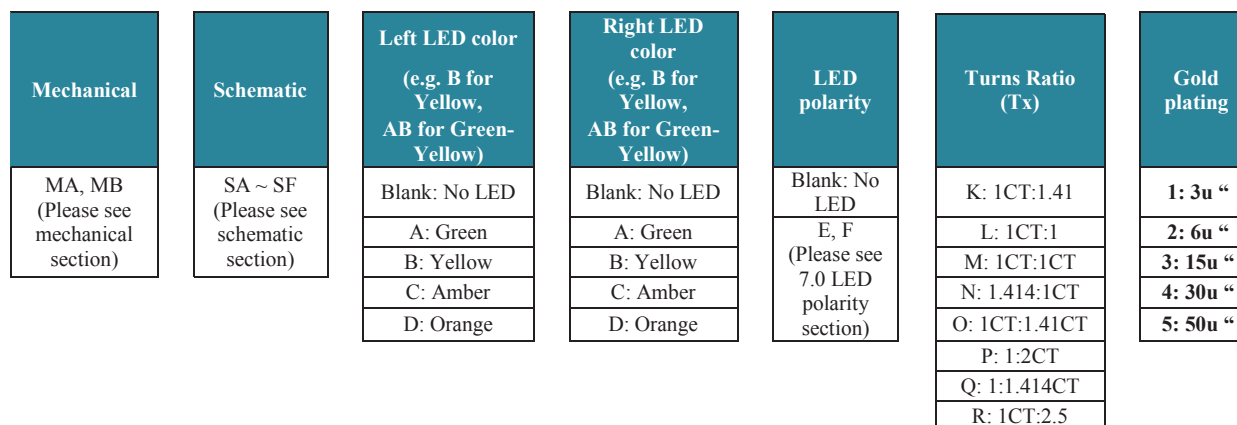 Mechanical
MA, MB
(Please see
mechanical
section)
Schematic
SA ~ SF
(Please see
schematic
section)
Left LED color
(e.g. B for
Yellow,
AB for Green-
Yellow)
Blank: No LED
A: Green
B: Yellow
C: Amber
D: Orange
Right LED
color
(e.g. B for
Yellow,
AB for Green-
Yellow)
Blank: No LED
A: Green
B: Yellow
C: Amber
D: Orange
LED
polarity
Blank: No
LED
E, F
(Please see
7.0 LED
polarity
section)
Turns Ratio
(Tx)
K: 1CT:1.41
L: 1CT:1
M: 1CT:1CT
N: 1.414:1CT
O: 1CT:1.41CT
P: 1:2CT
Q: 1:1.414CT
R: 1CT:2.5
Gold
plating
1: 3u “
2: 6u “
3: 15u “
4: 30u “
5: 50u “